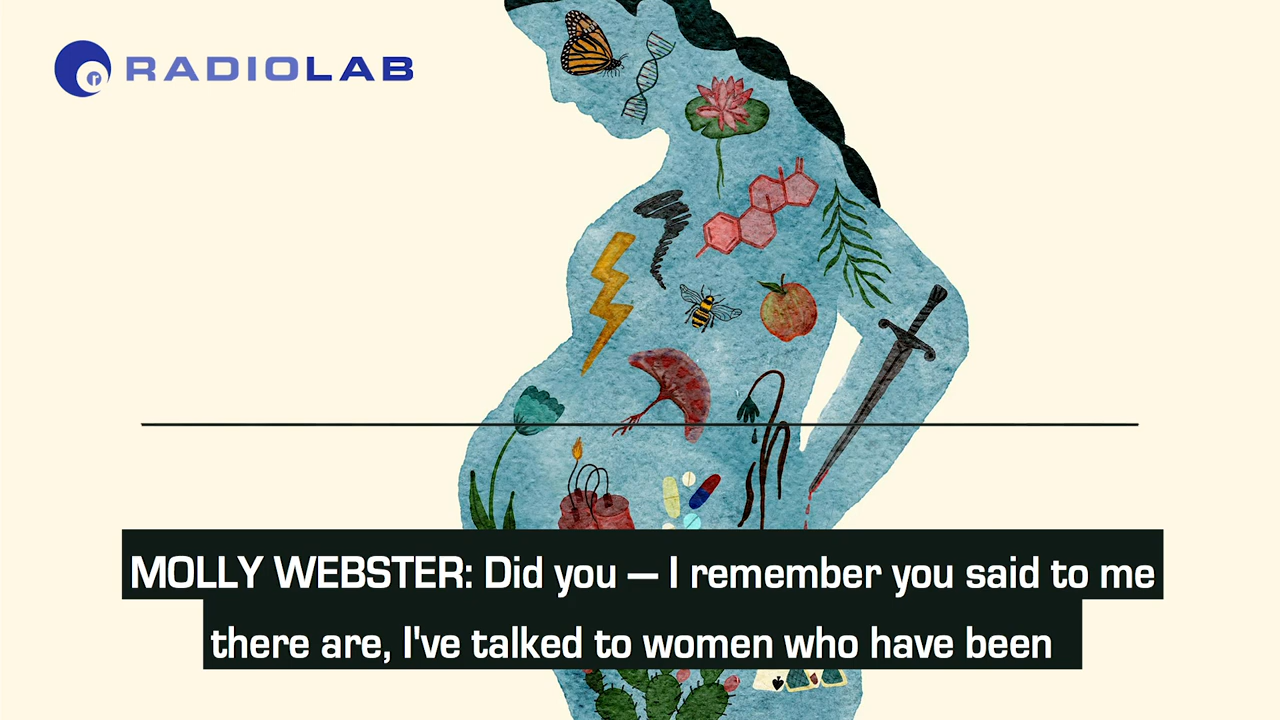 RADIOLAB
MOLLY WEBSTER: Did you — I remember you said to me
there are, I've talked to women who have been